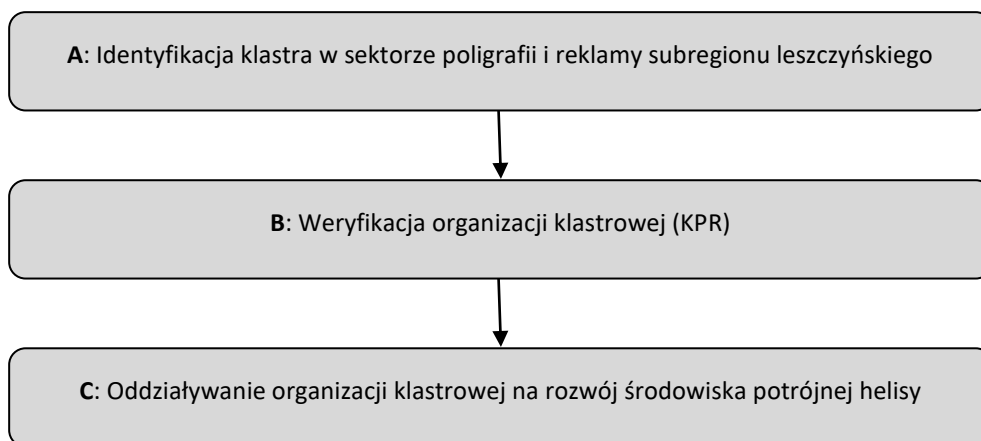 A: Identyfikacja klastra w sektorze poligrafii i reklamy subregionu leszczyńskiego
B: Weryfikacja organizacji klastrowej (KPR)
C: Oddziaływanie organizacji klastrowej na rozwój środowiska potrójnej helisy